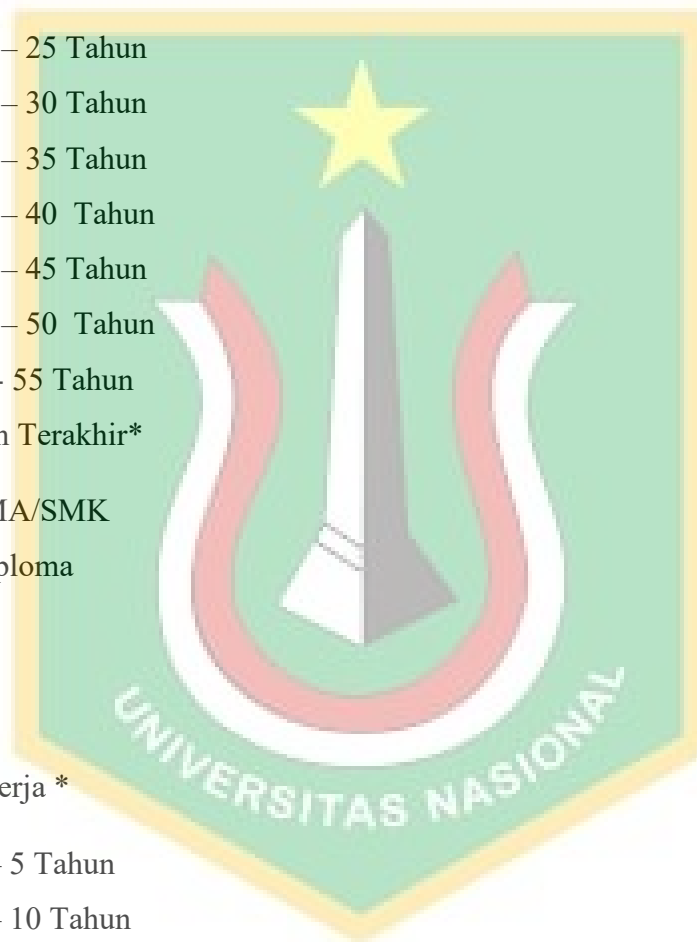 – 25 Tahun
– 30 Tahun
– 35 Tahun
– 40 Tahun
– 45 Tahun
– 50 Tahun
- 55 Tahun
n Terakhir*
MA/SMK
ploma
UNIVERSITAS NASIONAL
erja *
- 5 Tahun
– 10 Tahun